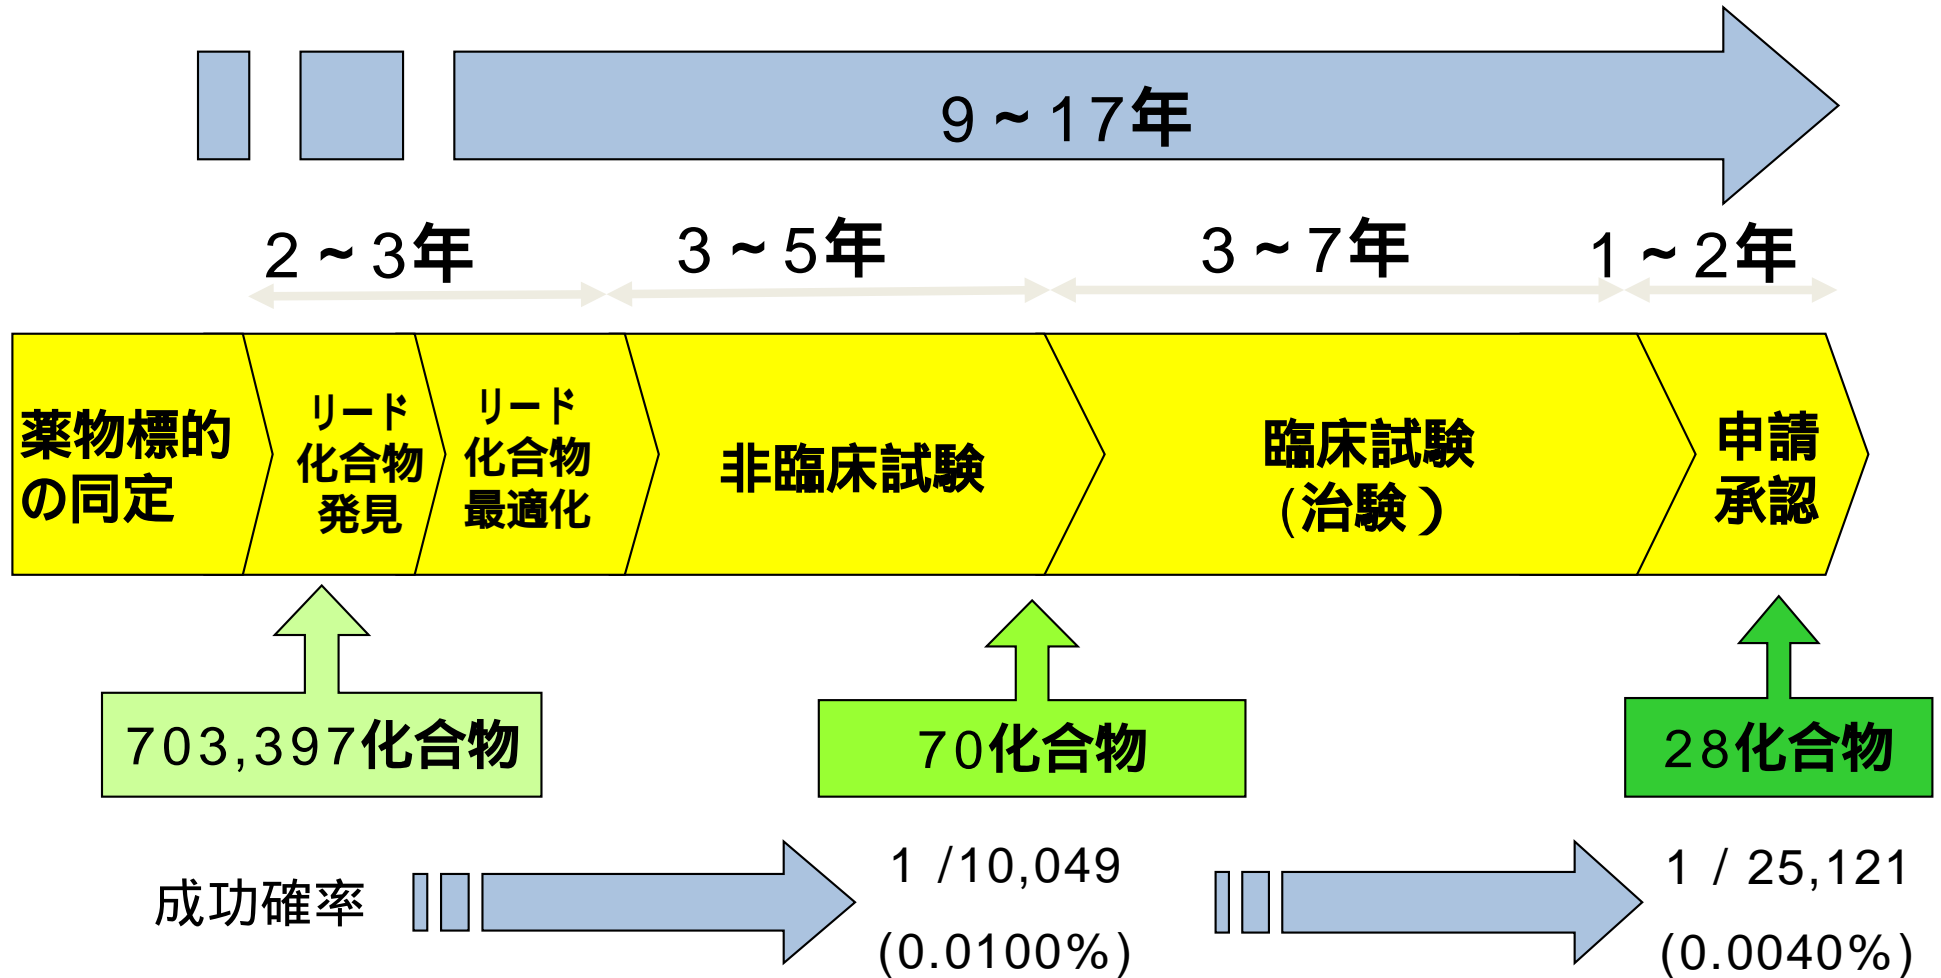 9～17年
2～3年
3～5年
3～7年
1～2年
薬物標的
の同定
リード
化合物
発見
リード
化合物
最適化
非臨床試験
臨床試験
(治験）
申請
承認
703,397化合物
70化合物
28化合物
成功確率
1 /10,049
(0.0100%)
1 / 25,121
(0.0040%)